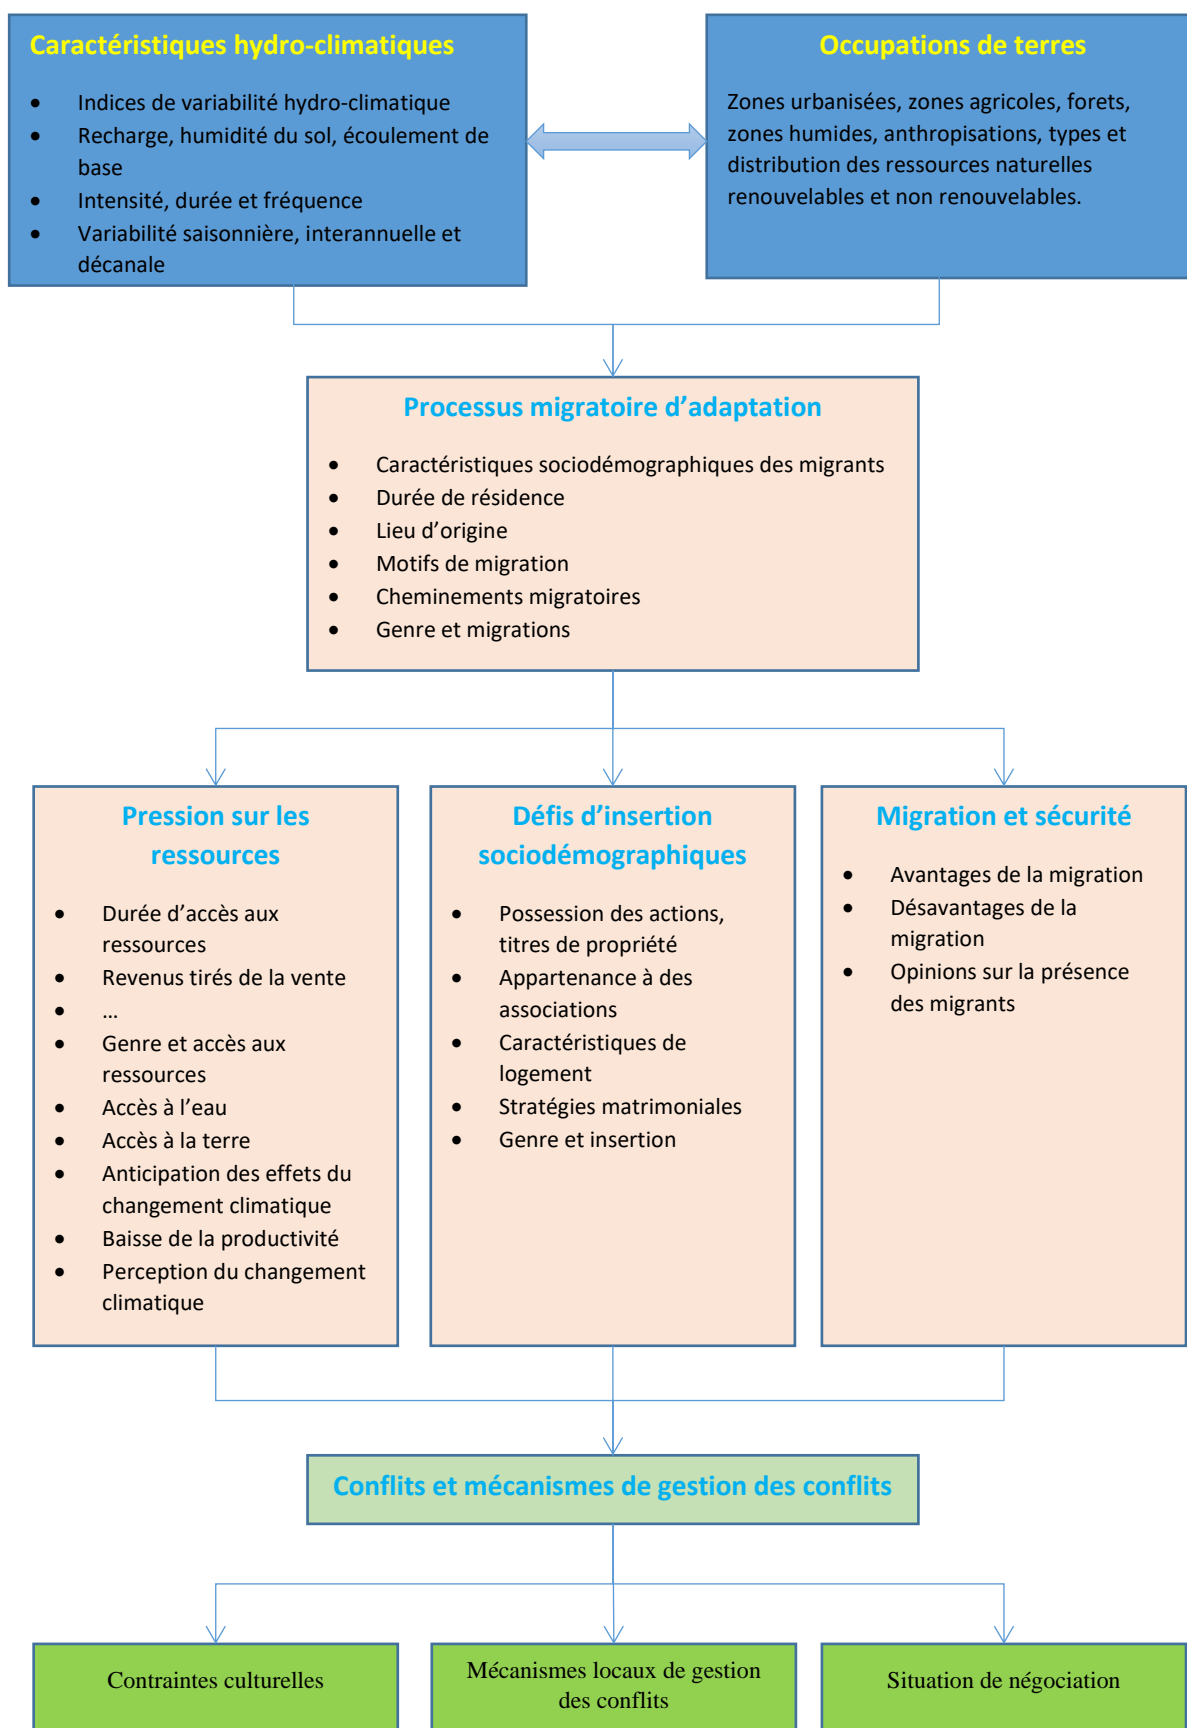 Caractéristiques hydro-climatiques
• Indices de variabilité hydro-climatique
• Recharge, humidité du sol, écoulement de
base
• Intensité, durée et fréquence
• Variabilité saisonnière, interannuelle et
décanale
Occupations de terres
Zones urbanisées, zones agricoles, forets,
zones humides, anthropisations, types et
distribution des ressources naturelles
renouvelables et non renouvelables.
Processus migratoire d’adaptation
• Caractéristiques sociodémographiques des migrants
• Durée de résidence
• Lieu d’origine
• Motifs de migration
• Cheminements migratoires
• Genre et migrations
Pression sur les
ressources
• Durée d’accès aux
ressources
• Revenus tirés de la vente
• …
• Genre et accès aux
ressources
• Accès à l’eau
• Accès à la terre
• Anticipation des effets du
changement climatique
• Baisse de la productivité
• Perception du changement
climatique
Défis d’insertion
sociodémographiques
• Possession des actions,
titres de propriété
• Appartenance à des
associations
• Caractéristiques de
logement
• Stratégies matrimoniales
• Genre et insertion
Migration et sécurité
• Avantages de la migration
• Désavantages de la
migration
• Opinions sur la présence
des migrants
Conflits et mécanismes de gestion des conflits
Contraintes culturelles
Mécanismes locaux de gestion
des conflits
Situation de négociation